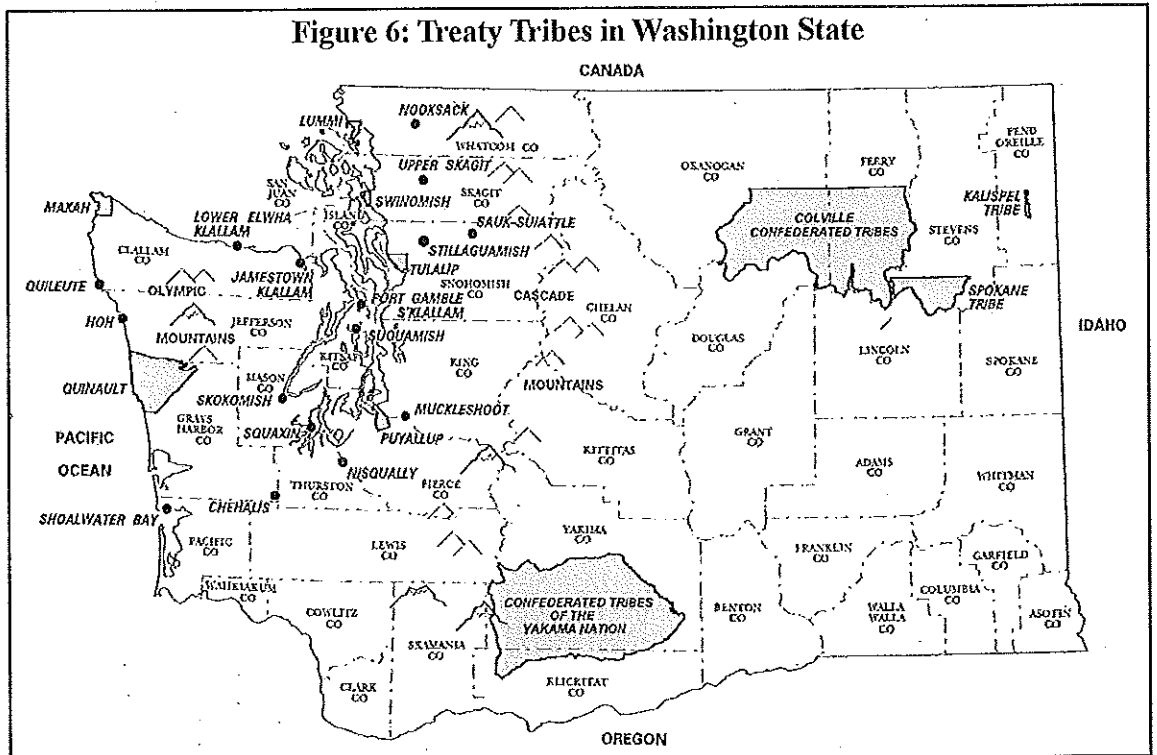 Figure 6: Treaty Tribes in Washington State
CANADA
NOOKSACK
LUMMI
WHATCOM CO
PEND
OREILLE
CO
OKANOGAN
CO
FERRY
CO
UPPER SKAGIT
SAN
JUAN
CO
SKAGIT
CO
SWINOMISH
KALISPEL
TRIBE
MAKAH
LOWER ELWHA
KLALLAM
ISLAND
CO
SAUK-SUIATTLE
COLVILLE
CONFEDERATED TRIBES
STEVENS
CO
CLALLAM
CO
STILLAGUAMISH
TULALIP
JAMESTOWN
KLALLAM
SNOHOMISH
CO
QUILEUTE
OLYMPIC
CASCADE
CHELAN
CO
SPOKANE
TRIBE
PORT GAMBLE
S'KLALLAM
HOH
JEFFERSON
CO
SUQUAMISH
DOUGLAS
CO
IDAHO
MOUNTAINS
KITSAP
CO
KING
CO
LINCOLN
CO
SPOKANE
CO
QUINAULT
MASON
CO
MOUNTAINS
SKOKOMISH
MUCKLESHOOT
GRAYS
HARBOR
CO
SQUAXIN
PUYALLUP
GRANT
CO
PACIFIC
OCEAN
KITTITAS
CO
ADAMS
CO
WHITMAN
CO
NISQUALLY
THURSTON
CO
PIERCE
CO
CHEHALIS
SHOALWATER BAY
YAKIMA
CO
PACIFIC
CO
LEWIS
CO
FRANKLIN
CO
GARFIELD
CO
WAHKIAKUM
CO
COWLITZ
CO
CONFEDERATED TRIBES
OF THE
YAKAMA NATION
BENTON
CO
WALLA
WALLA
CO
COLUMBIA
CO
ASOTIN
CO
SKAMANIA
CO
CLARK
CO
KLICKITAT
CO
OREGON